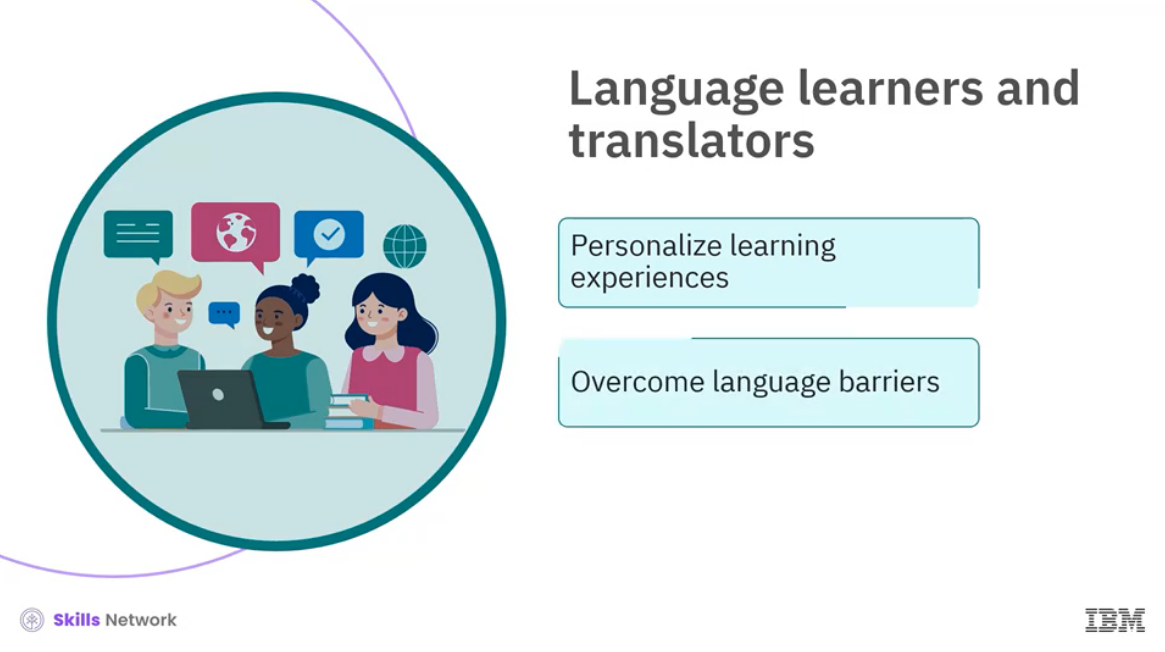 Language learners and
translators
Personalize learning
experiences
Overcome language barriers
Skills Network
IBM